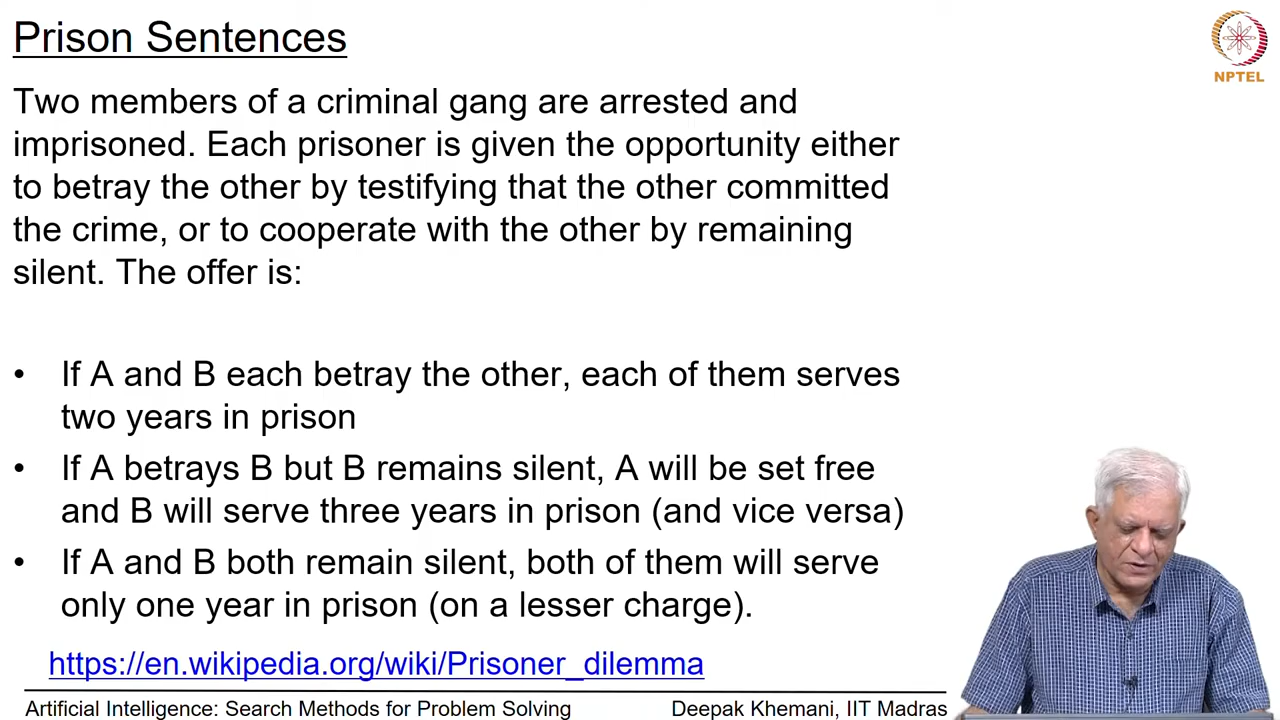 Prison Sentences
NPTEL
Two members of a criminal gang are arrested and
imprisoned. Each prisoner is given the opportunity either
to betray the other by testifying that the other committed
the crime, or to cooperate with the other by remaining
silent. The offer is:
• If A and B each betray the other, each of them serves
two years in prison
• If A betrays B but B remains silent, A will be set free
and B will serve three years in prison (and vice versa)
• If A and B both remain silent, both of them will serve
only one year in prison (on a lesser charge).
https://en.wikipedia.org/wiki/Prisoner_dilemma
Artificial Intelligence: Search Methods for Problem Solving
Deepak Khemani, IIT Madras